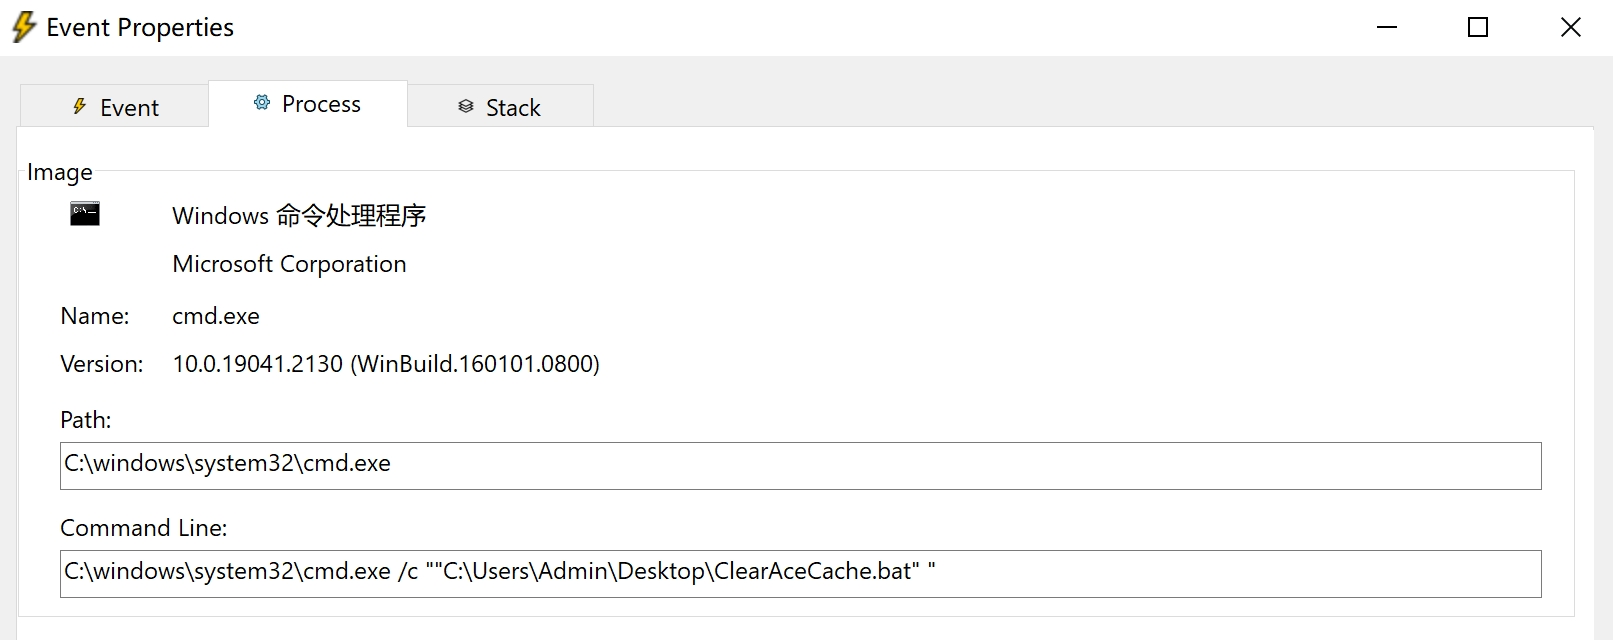 Event Properties
Event
Process
Stack
Image
C:\
Windows 命令处理程序
Microsoft Corporation
Name: cmd.exe
Version: 10.0.19041.2130 (WinBuild.160101.0800)
Path:
C:\windows\system32\cmd.exe
Command Line:
C:\windows\system32\cmd.exe /c ""C:\Users\Admin\Desktop\ClearAceCache.bat" "